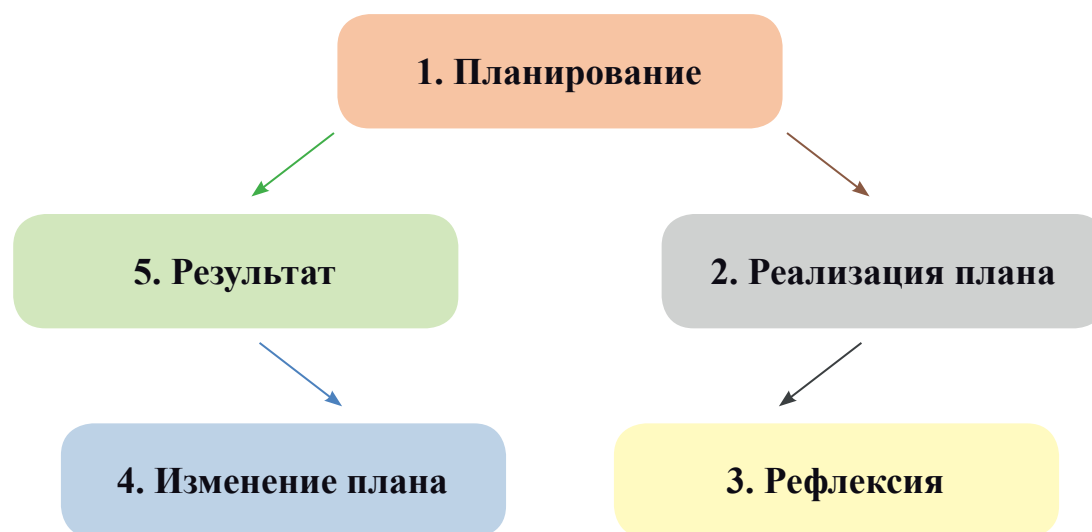 1. Планирование
5. Результат
2. Реализация плана
4. Изменение плана
3. Рефлексия